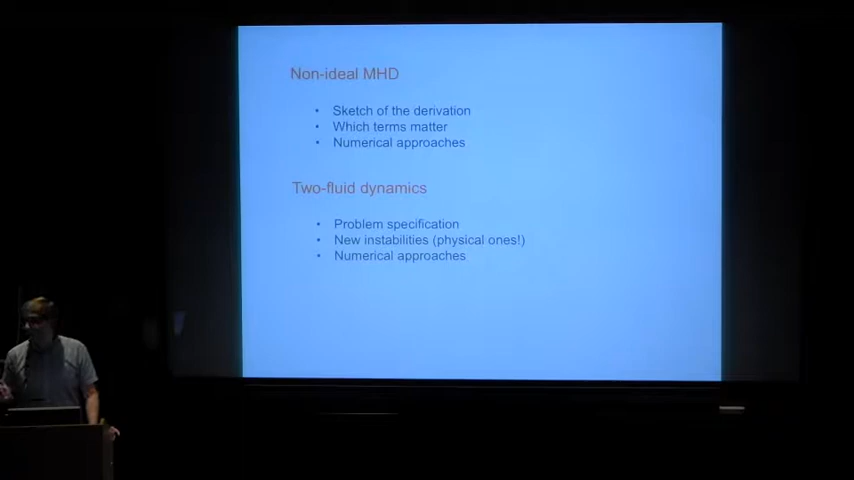 Non-ideal MHD
• Sketch of the derivation
• Which terms matter
• Numerical approaches
Two-fluid dynamics
• Problem specification
• New instabilities (physical ones!)
• Numerical approaches